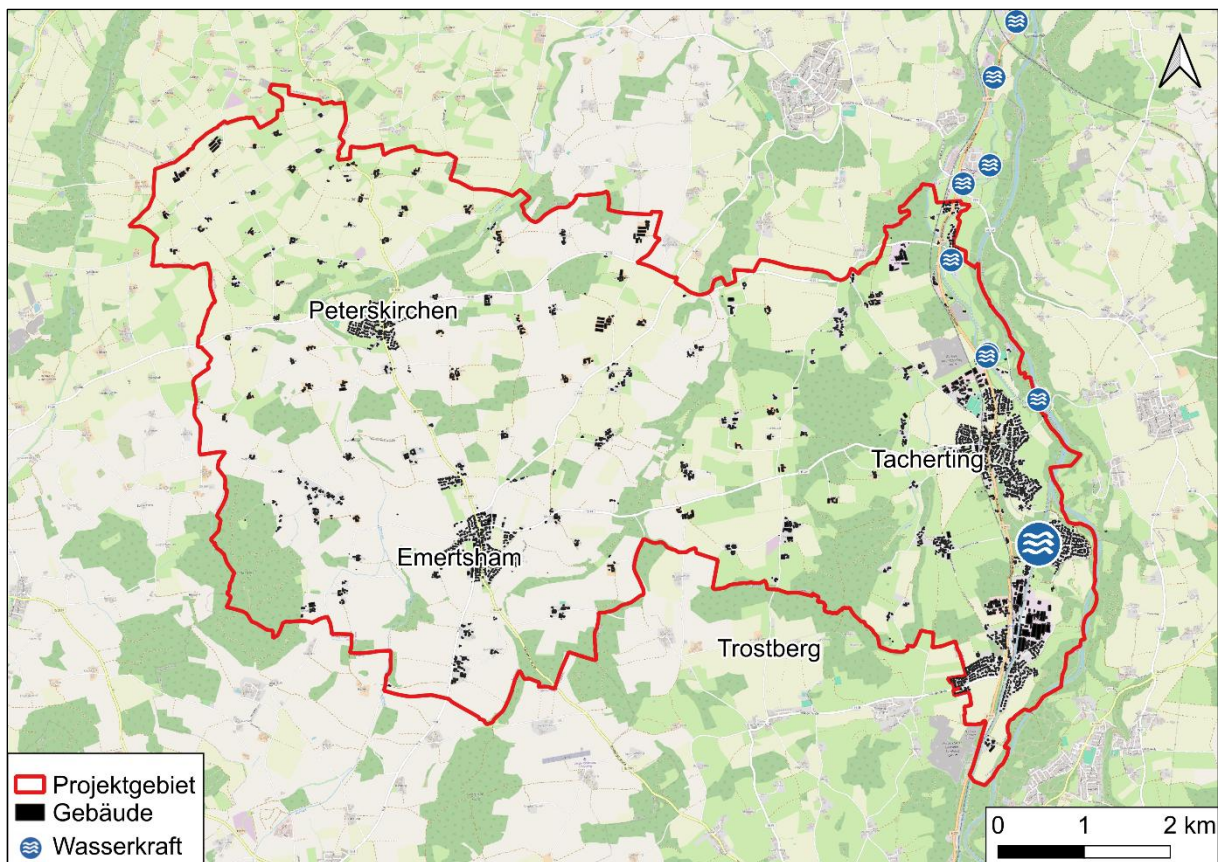 Peterskirchen
Tacherting
Emertsham
Trostberg
Projektgebiet
Gebäude
Wasserkraft
0 1 2 km